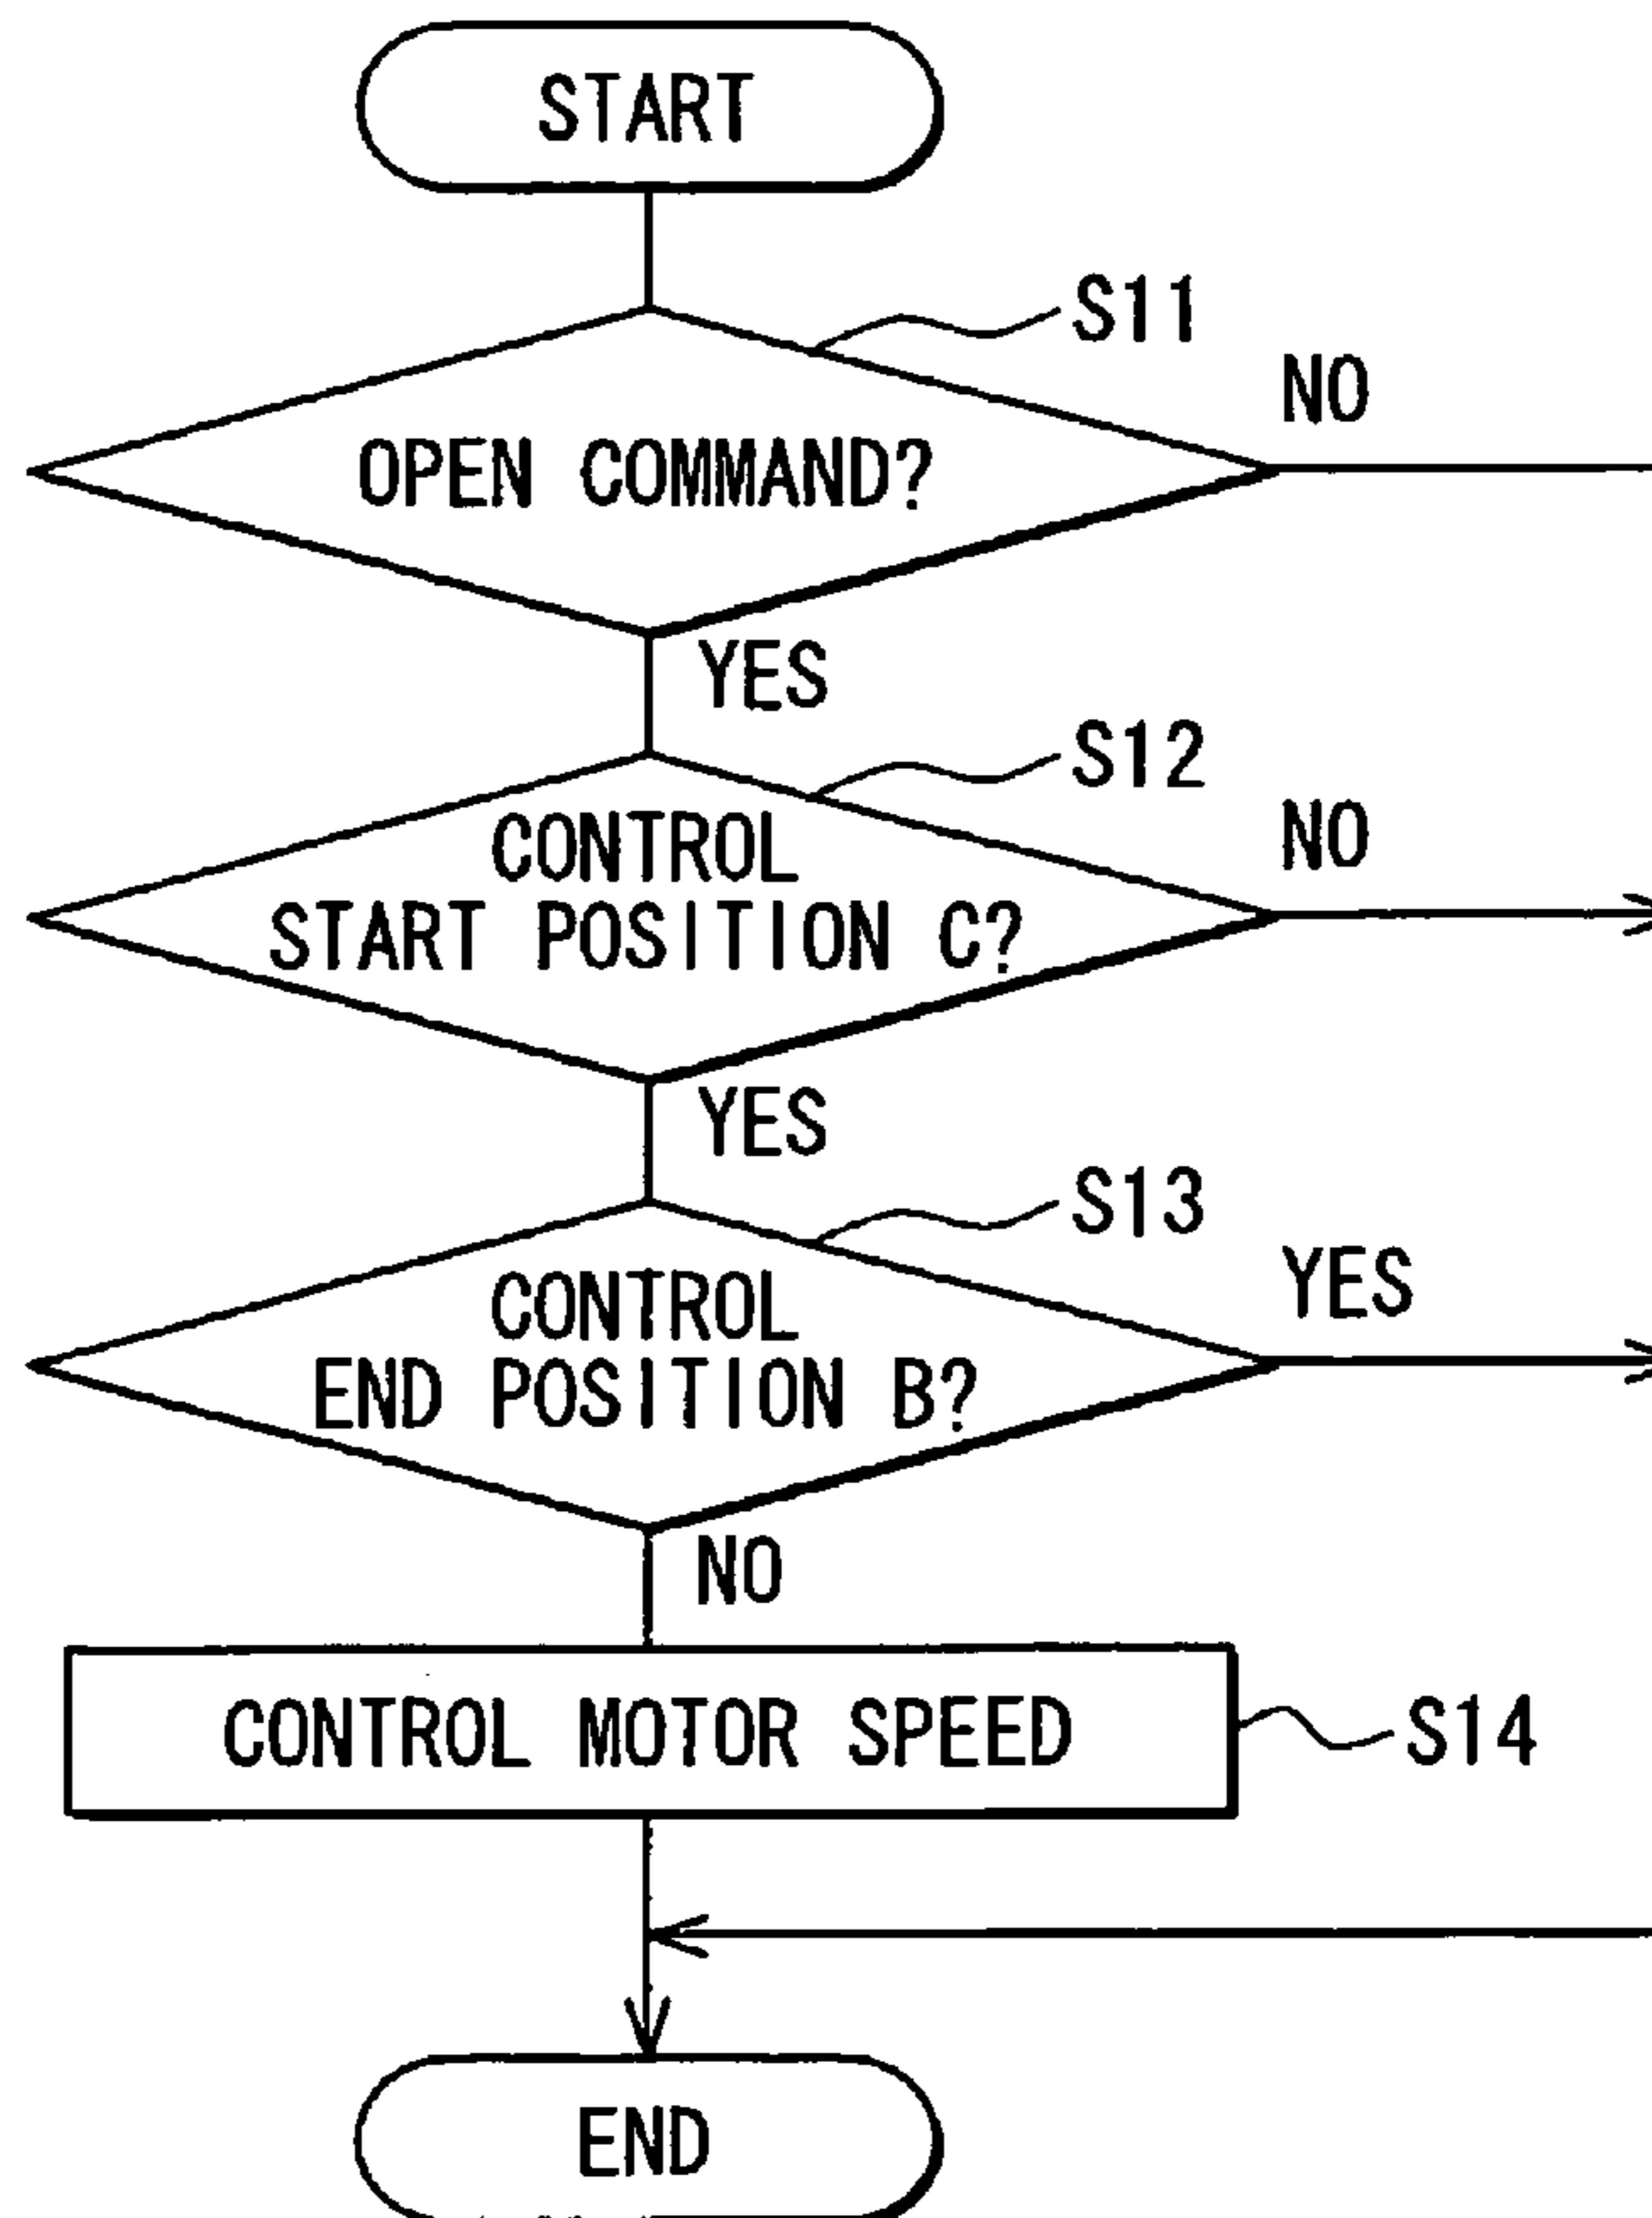 START
S11
NO
OPEN COMMAND?
YES
S12
NO
CONTROL
START POSITION C?
YES
S13
YES
CONTROL
END POSITION B?
NO
CONTROL MOTOR SPEED
S14
END